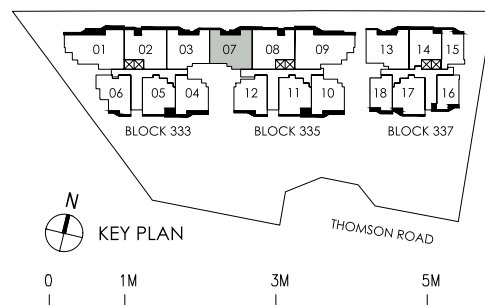 01 02 03 07 08 09 13 14 15
06 05 04 12 11 10 18 17 16
BLOCK 333 BLOCK 335 BLOCK 337
THOMSON ROAD
N
KEY PLAN
0 1M 3M 5M